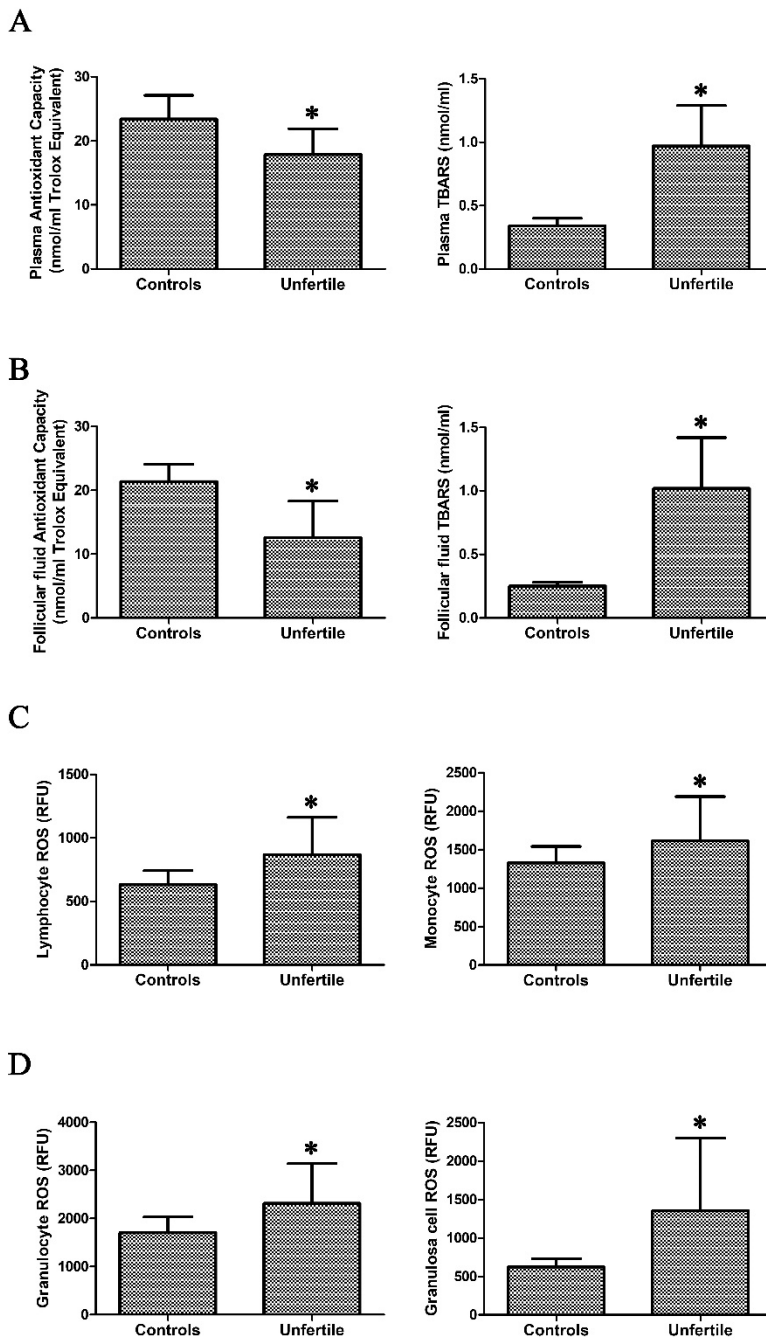 A
Plasma Antioxidant Capacity
(nmol/ml Trolox Equivalent)
30
20
10
0
*
Controls
Unfertile
Plasma TBARS (nmol/ml)
1.5
1.0
0.5
0.0
*
Controls
Unfertile
B
Follicular fluid Antioxidant Capacity
(nmol/ml Trolox Equivalent)
30
20
10
0
*
Controls
Unfertile
Follicular fluid TBARS (nmol/ml)
1.5
1.0
0.5
0.0
*
Controls
Unfertile
C
Lymphocyte ROS (RFU)
1500
1000
500
0
*
Controls
Unfertile
Monocyte ROS (RFU)
2500
2000
1500
1000
500
0
*
Controls
Unfertile
D
Granulocyte ROS (RFU)
4000
3000
2000
1000
0
*
Controls
Unfertile
Granulosa cell ROS (RFU)
2500
2000
1500
1000
500
0
*
Controls
Unfertile